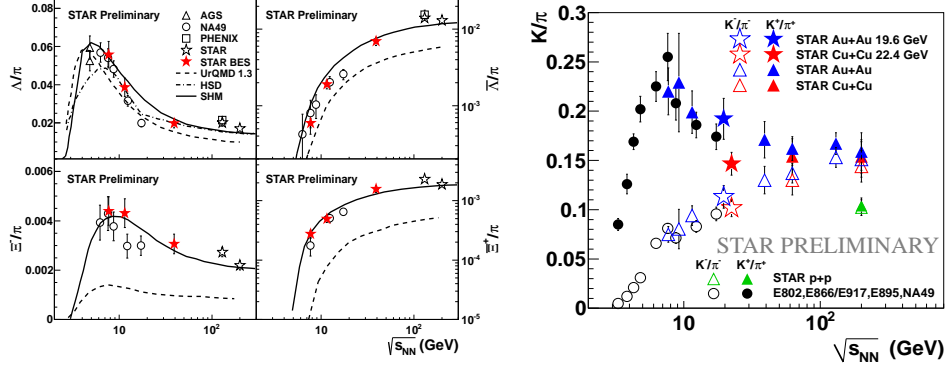 Λ/π
0.06
0.04
0.02
STAR Preliminary
AGS
NA49
PHENIX
STAR
STAR BES
UrQMD 1.3
HSD
SHM
STAR Preliminary
10⁻²
Λ̅/π
10⁻³
Ξ⁻/π
0.006
0.004
0.002
0
STAR Preliminary
10
10²
STAR Preliminary
10
10²
10⁻³
Ξ⁺/π
10⁻⁴
10⁻⁵
√s_NN (GeV)
K/π
0.3
0.25
0.2
0.15
0.1
0.05
0
K⁻/π⁻ K⁺/π⁺
STAR Au+Au 19.6 GeV
STAR Cu+Cu 22.4 GeV
STAR Au+Au
STAR Cu+Cu
STAR PRELIMINARY
K⁻/π⁻ K⁺/π⁺
STAR p+p
E802,E866/E917,E895,NA49
10
10²
√s_NN (GeV)